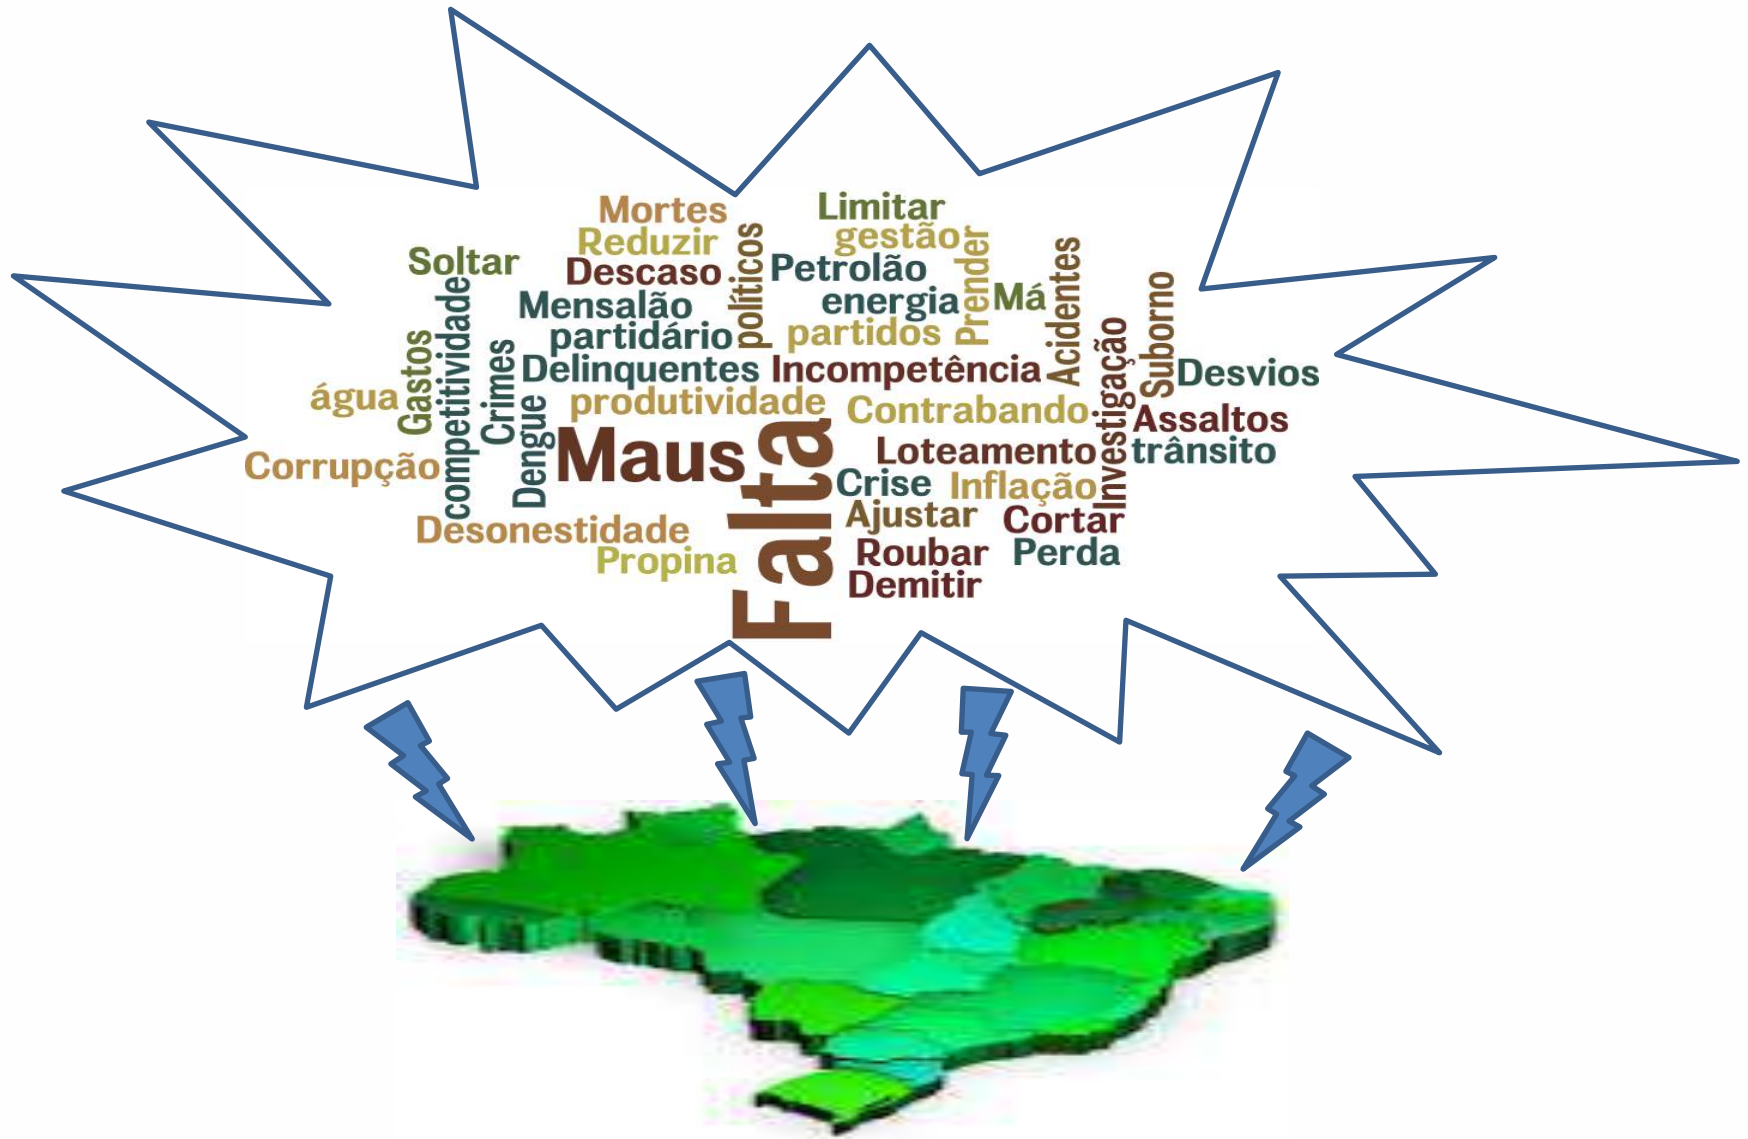 Mortes
Limitar
Reduzir
políticos
gestão
Prender
Soltar
Descaso
Petrolão
Acidentes
Mensalão
energia
Má
Suborno
partidário
partidos
competitividade
Gastos
Crimes
Delinquentes
Incompetência
Investigação
Desvios
água
Dengue
produtividade
Contrabando
Assaltos
Corrupção
Maus
Falta
Loteamento
trânsito
Crise
Inflação
Desonestidade
Ajustar
Cortar
Propina
Roubar
Perda
Demitir